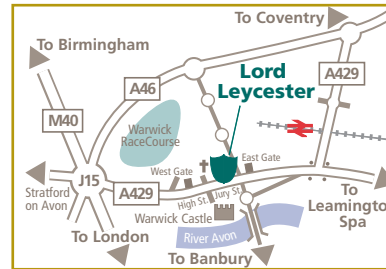 To Coventry
To Birmingham
A46
Lord
Leycester
A429
M40
Warwick
RaceCourse
J15
West Gate
East Gate
Stratford
on Avon
A429
High St.
Jury St.
Warwick Castle
To
Leamington
Spa
To London
River Avon
To Banbury